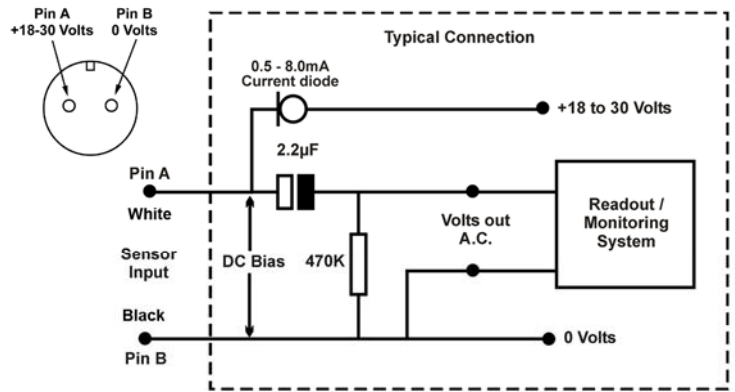 Pin A
+18-30 Volts
Pin B
0 Volts
Typical Connection
0.5 - 8.0mA
Current diode
+18 to 30 Volts
2.2µF
Pin A
White
Sensor
Input
Black
Pin B
DC Bias
470K
Volts out
A.C.
Readout /
Monitoring
System
0 Volts